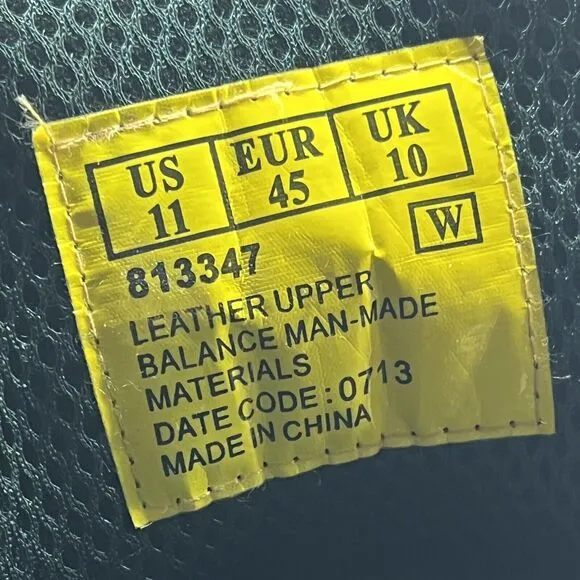 US 11 EUR 45 UK 10
W
813347
LEATHER UPPER
BALANCE MAN-MADE
MATERIALS
DATE CODE: 0713
MADE IN CHINA